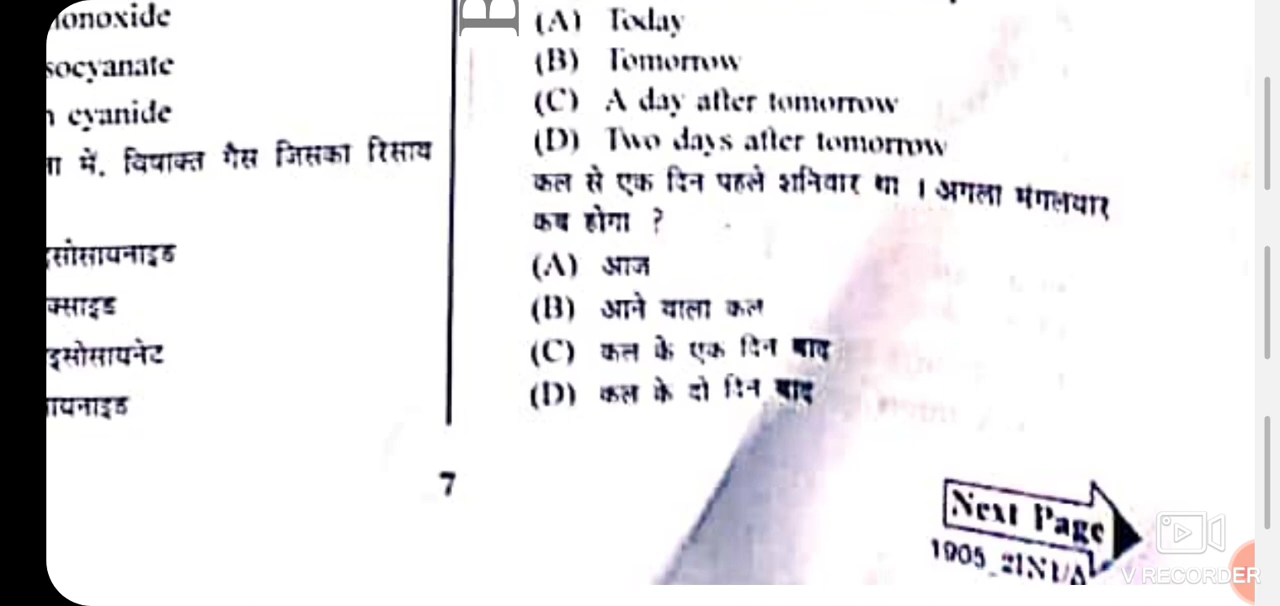 onoxide
socyanate
cyanide
में. विषाक्त गैस जिसका रिसाव
सोसायनाइड
क्साइड
इसोसायनेट
ायनाइड
B
(A) Today
(B) Tomorrow
(C) A day after tomorrow
(D) Two days after tomorrow
कल से एक दिन पहले शनिवार था । अगला मंगलवार
कब होगा ?
(A) आज
(B) आने वाला कल
(C) कल के एक दिन बाद
(D) कल के दो दिन बाद
7
Next Page
1905_21N1/A
V RECORDER